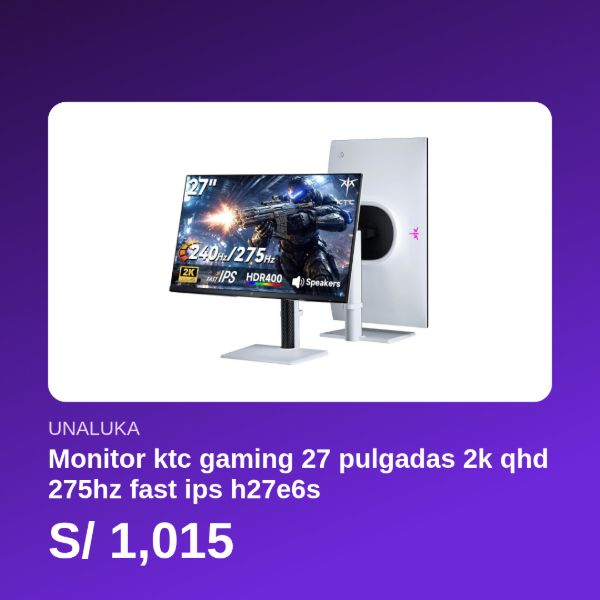 27"
KTC
240Hz/275Hz
2K
FAST IPS
HDR400
Speakers
UNALUKA
Monitor ktc gaming 27 pulgadas 2k qhd
275hz fast ips h27e6s
S/ 1,015